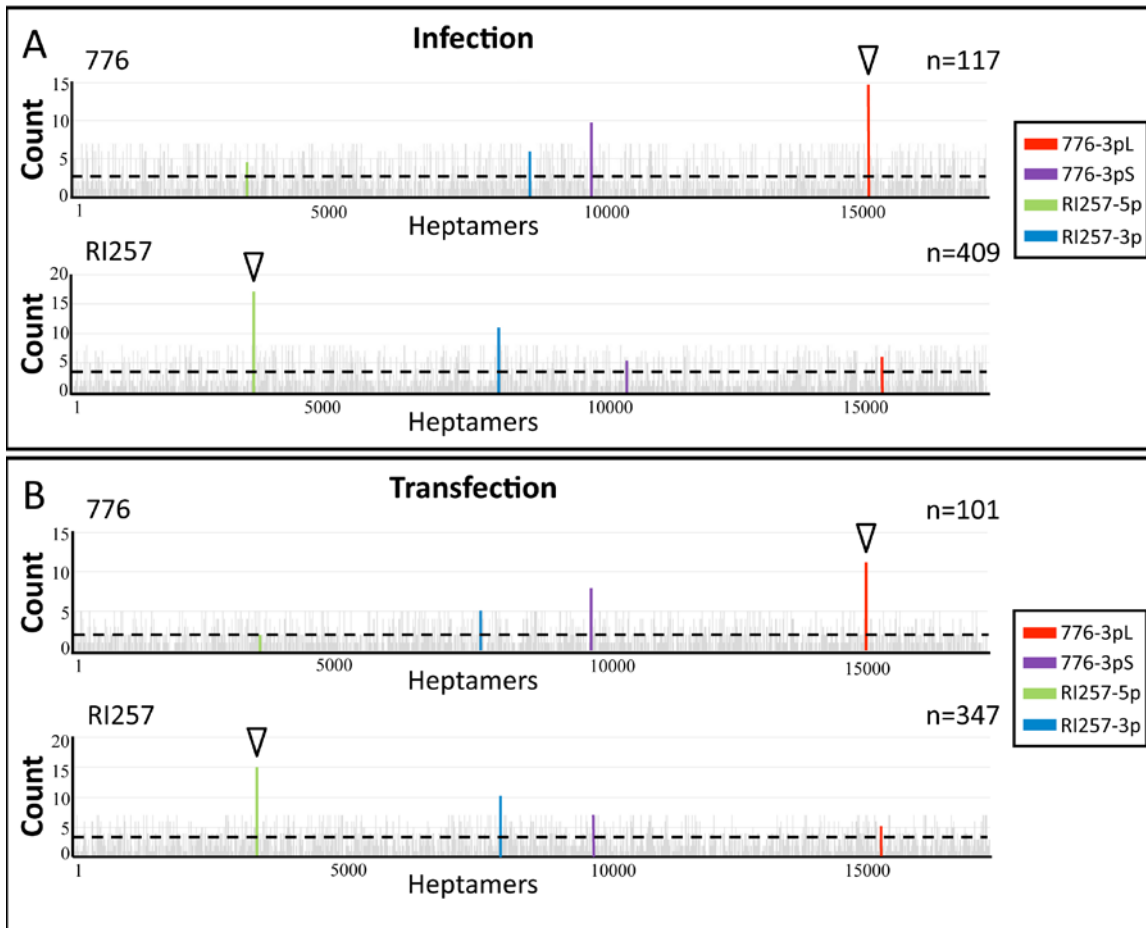 A
Infection
776
n=117
15
10
5
0
Count
1
5000
10000
15000
Heptamers
RI257
n=409
20
15
10
5
0
Count
1
5000
10000
15000
Heptamers
776-3pL
776-3pS
RI257-5p
RI257-3p
B
Transfection
776
n=101
15
10
5
0
Count
1
5000
10000
15000
Heptamers
RI257
n=347
20
15
10
5
0
Count
1
5000
10000
15000
Heptamers
776-3pL
776-3pS
RI257-5p
RI257-3p